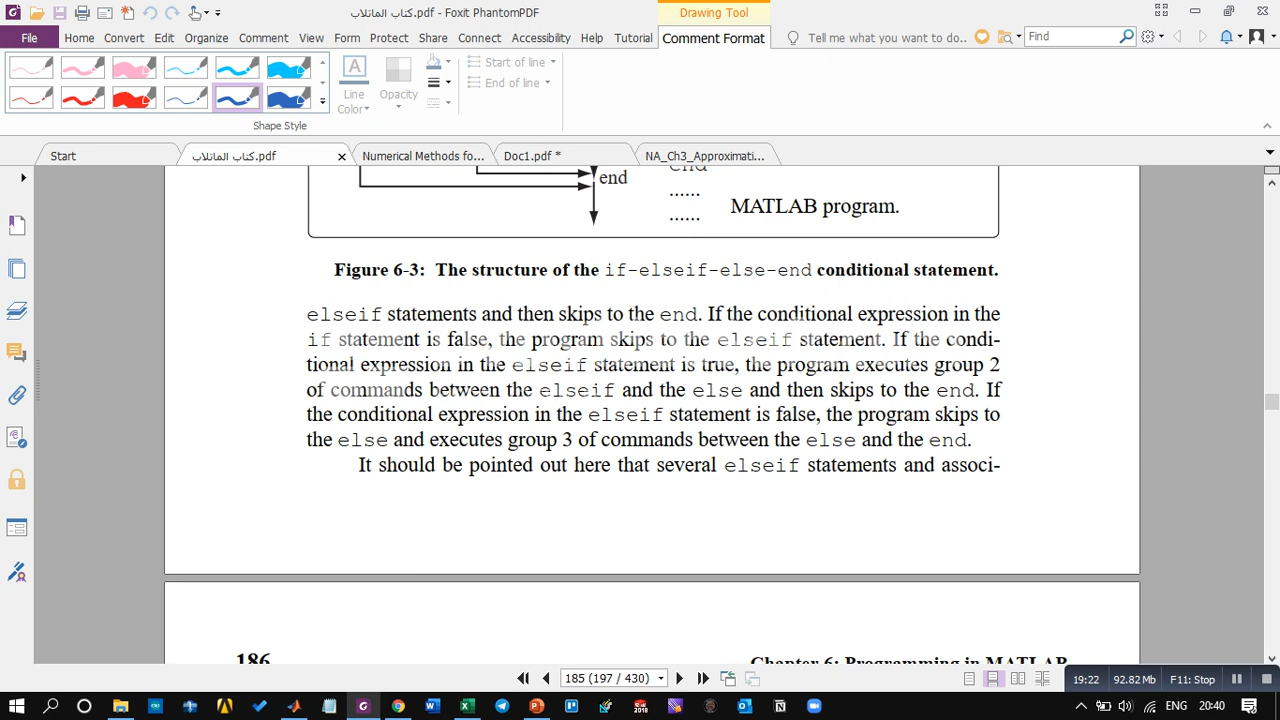 كتاب الماتلاب.pdf - Foxit PhantomPDF
Drawing Tool
File Home Convert Edit Organize Comment View Form Protect Share Connect Accessibility Help Tutorial Comment Format Tell me what you want to do.. Find
Start of line
End of line
Line
Color
Opacity
Shape Style
Start كتاب الماتلاب.pdf Numerical Methods fo... Doc1.pdf * NA_Ch3_Approximati...
end end
......
...... MATLAB program.
Figure 6-3: The structure of the if-elseif-else-end conditional statement.
elseif statements and then skips to the end. If the conditional expression in the
if statement is false, the program skips to the elseif statement. If the condi-
tional expression in the elseif statement is true, the program executes group 2
of commands between the elseif and the else and then skips to the end. If
the conditional expression in the elseif statement is false, the program skips to
the else and executes group 3 of commands between the else and the end.
It should be pointed out here that several elseif statements and associ-
186 Chapter 6: Programming in MATLAB
185 (197 / 430)
19:22 92.82 Mb F11: Stop
ENG 20:40